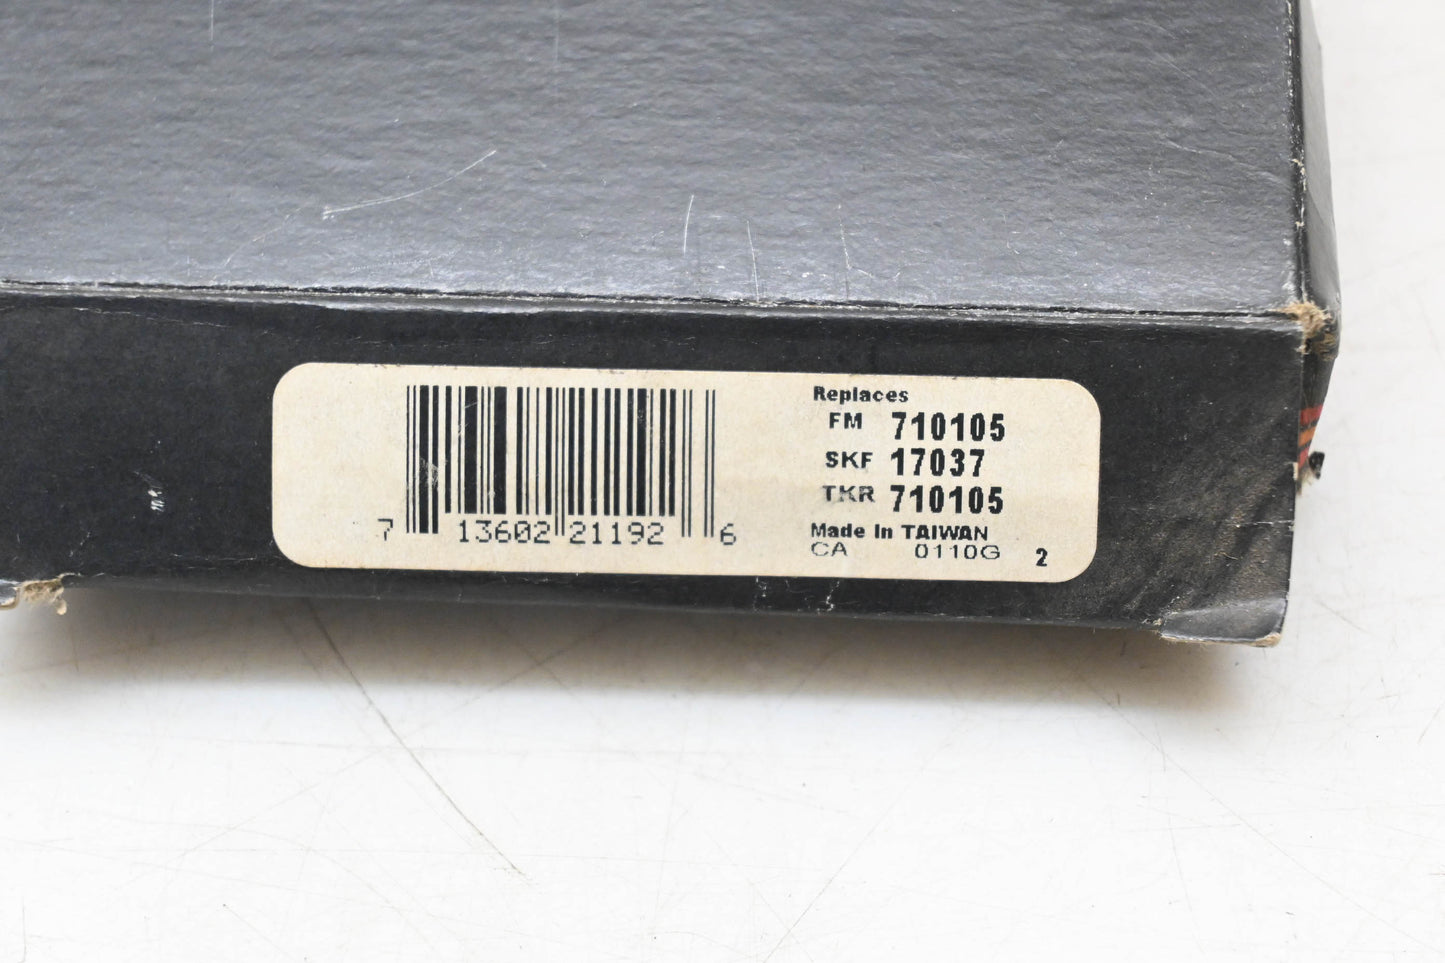 7 13602 21192 6
Replaces
FM 710105
SKF 17037
TKR 710105
Made In TAIWAN
CA 0110G 2